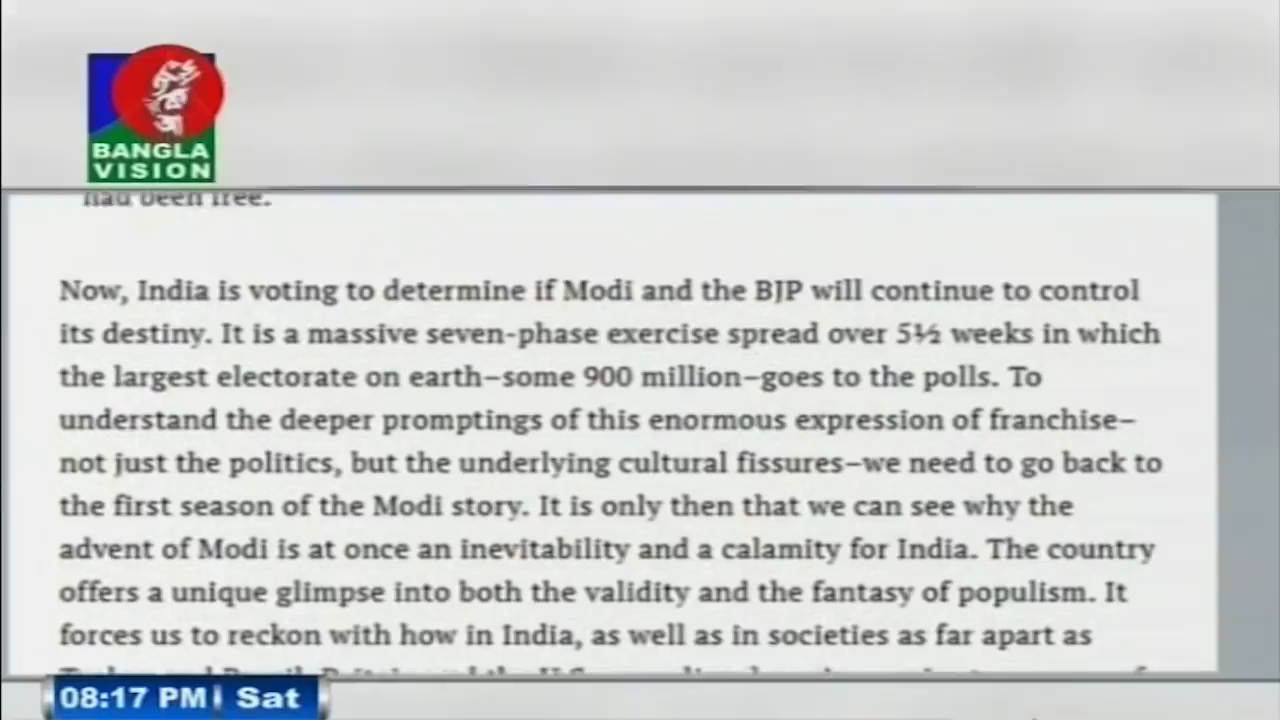 BANGLA
VISION
had been free.
Now, India is voting to determine if Modi and the BJP will continue to control
its destiny. It is a massive seven-phase exercise spread over 5½ weeks in which
the largest electorate on earth–some 900 million–goes to the polls. To
understand the deeper promptings of this enormous expression of franchise–
not just the politics, but the underlying cultural fissures–we need to go back to
the first season of the Modi story. It is only then that we can see why the
advent of Modi is at once an inevitability and a calamity for India. The country
offers a unique glimpse into both the validity and the fantasy of populism. It
forces us to reckon with how in India, as well as in societies as far apart as
08:17 PM Sat